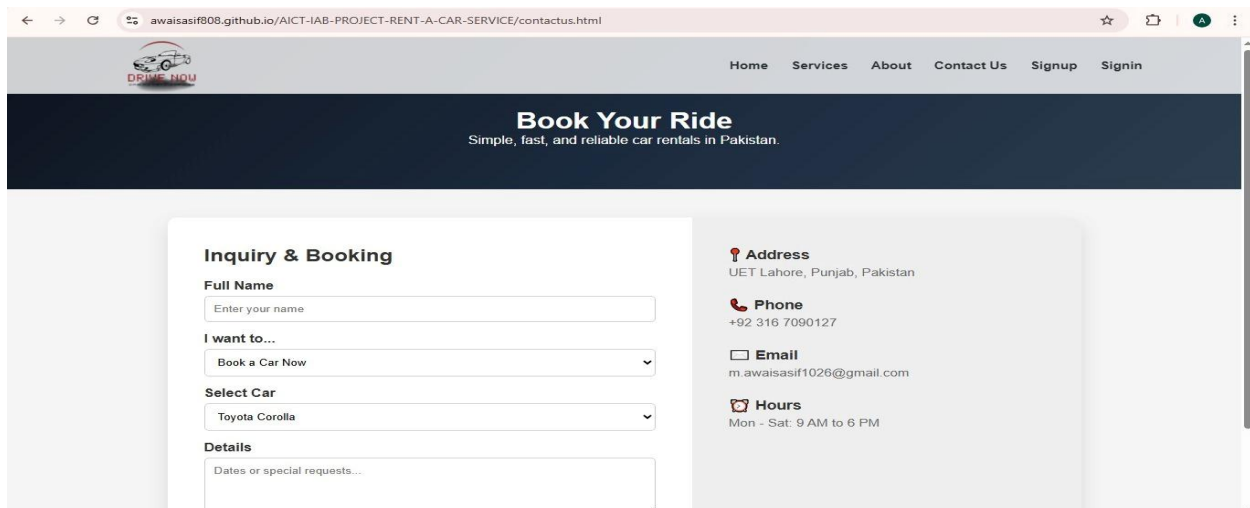 awaisasif808.github.io/AICT-IAB-PROJECT-RENT-A-CAR-SERVICE/contactus.html
A
DRIVE NOW
Home Services About Contact Us Signup Signin
Book Your Ride
Simple, fast, and reliable car rentals in Pakistan.
Inquiry & Booking
Full Name
Enter your name
I want to...
Book a Car Now
Select Car
Toyota Corolla
Details
Dates or special requests...
Address
UET Lahore, Punjab, Pakistan
Phone
+92 316 7090127
Email
m.awaisasif1026@gmail.com
Hours
Mon - Sat: 9 AM to 6 PM